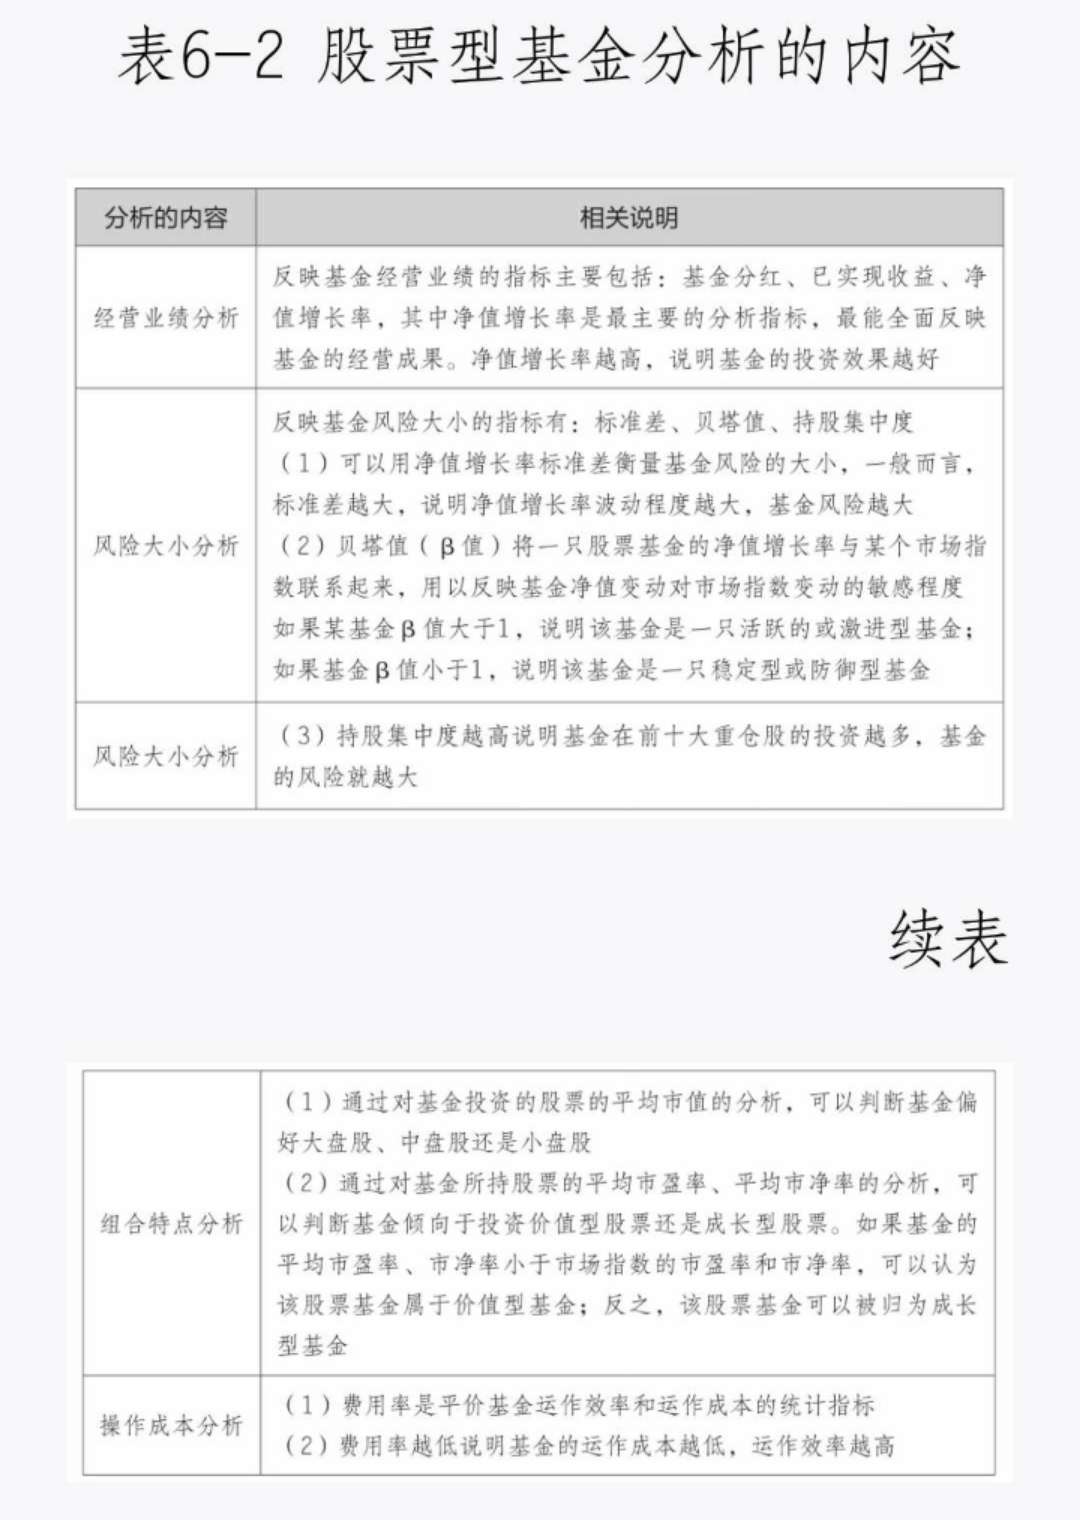 表6-2 股票型基金分析的内容
分析的内容
相关说明
经营业绩分析
反映基金经营业绩的指标主要包括：基金分红、已实现收益、净
值增长率，其中净值增长率是最主要的分析指标，最能全面反映
基金的经营成果。净值增长率越高，说明基金的投资效果越好
风险大小分析
反映基金风险大小的指标有：标准差、贝塔值、持股集中度
（1）可以用净值增长率标准差衡量基金风险的大小，一般而言，
标准差越大，说明净值增长率波动程度越大，基金风险越大
（2）贝塔值（β值）将一只股票基金的净值增长率与某个市场指
数联系起来，用以反映基金净值变动对市场指数变动的敏感程度
如果某基金β值大于1，说明该基金是一只活跃的或激进型基金；
如果基金β值小于1，说明该基金是一只稳定型或防御型基金
风险大小分析
（3）持股集中度越高说明基金在前十大重仓股的投资越多，基金
的风险就越大
续表
组合特点分析
（1）通过对基金投资的股票的平均市值的分析，可以判断基金偏
好大盘股、中盘股还是小盘股
（2）通过对基金所持股票的平均市盈率、平均市净率的分析，可
以判断基金倾向于投资价值型股票还是成长型股票。如果基金的
平均市盈率、市净率小于市场指数的市盈率和市净率，可以认为
该股票基金属于价值型基金；反之，该股票基金可以被归为成长
型基金
操作成本分析
（1）费用率是平价基金运作效率和运作成本的统计指标
（2）费用率越低说明基金的运作成本越低，运作效率越高